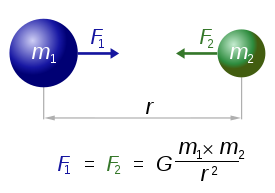 F₁ F₂
m₁ m₂
r
F₁ = F₂ = G (m₁ × m₂) / r²